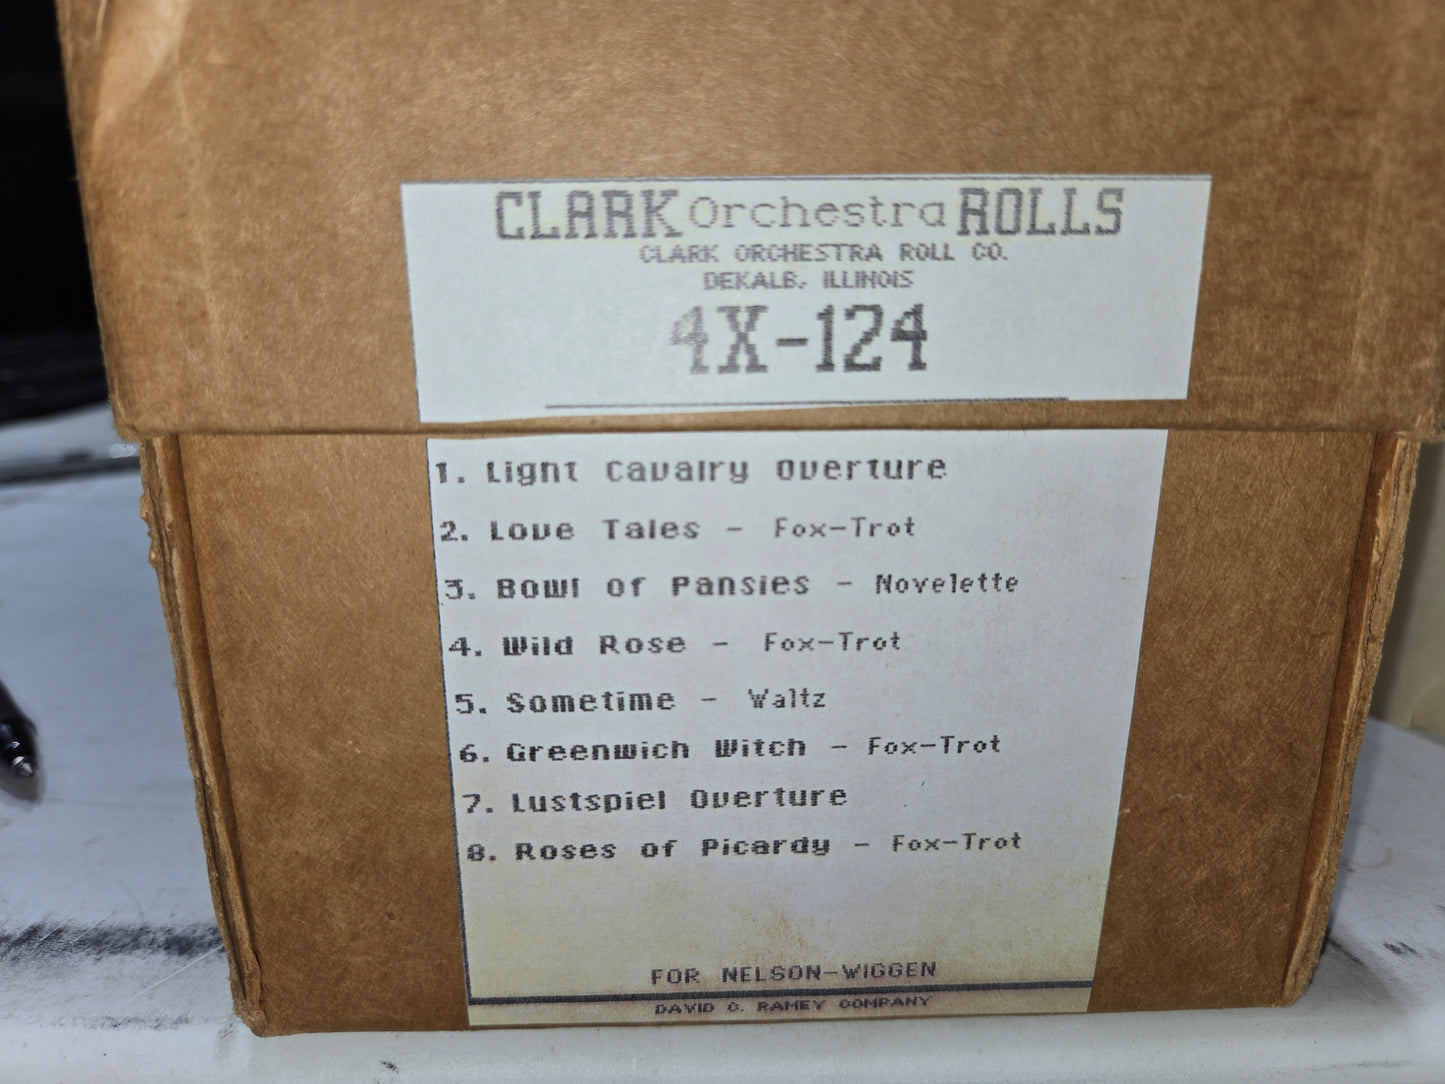 CLARK Orchestra ROLLS
CLARK ORCHESTRA ROLL CO.
DEKALB, ILLINOIS
4X-124
1. Light Cavalry Overture
2. Love Tales - Fox-Trot
3. Bowl of Pansies - Novelette
4. Wild Rose - Fox-Trot
5. Sometime - Waltz
6. Greenwich Witch - Fox-Trot
7. Lustspiel Overture
8. Roses of Picardy - Fox-Trot
FOR NELSON-WIGGEN
DAVID C. RAMEY COMPANY